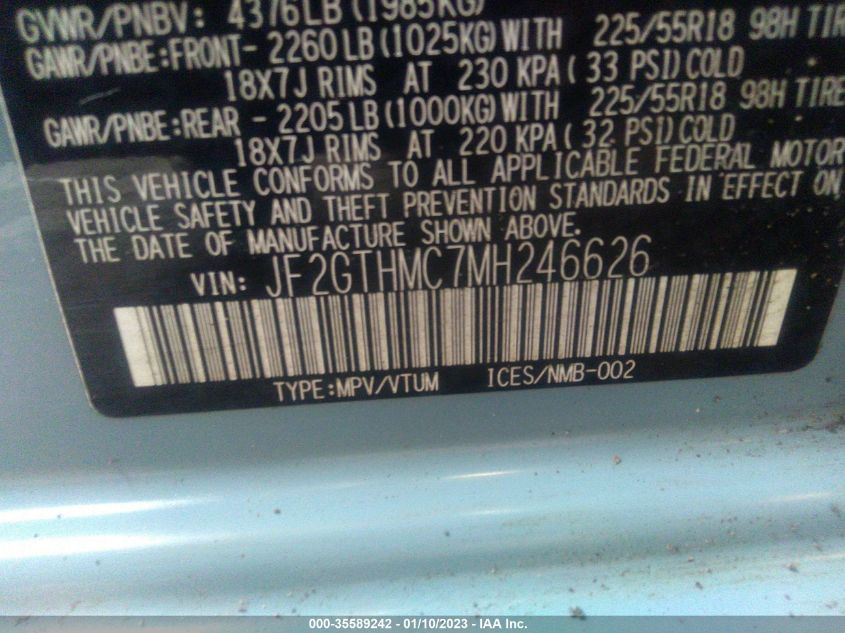 GVWR/PNBV: 4376LB (1985KG)
GAWR/PNBE:FRONT- 2260LB (1025KG) WITH 225/55R18 98H TIRE
18X7J RIMS AT 230 KPA ( 33 PSI) COLD
GAWR/PNBE:REAR - 2205LB (1000KG) WITH 225/55R18 98H TIRE
18X7J RIMS AT 220 KPA ( 32 PSI) COLD
THIS VEHICLE CONFORMS TO ALL APPLICABLE FEDERAL MOTOR
VEHICLE SAFETY AND THEFT PREVENTION STANDARDS IN EFFECT ON
THE DATE OF MANUFACTURE SHOWN ABOVE.
VIN: JF2GTHMC7MH246626
TYPE:MPV/VTUM ICES/NMB-002
000-35589242 - 01/10/2023 - IAA Inc.